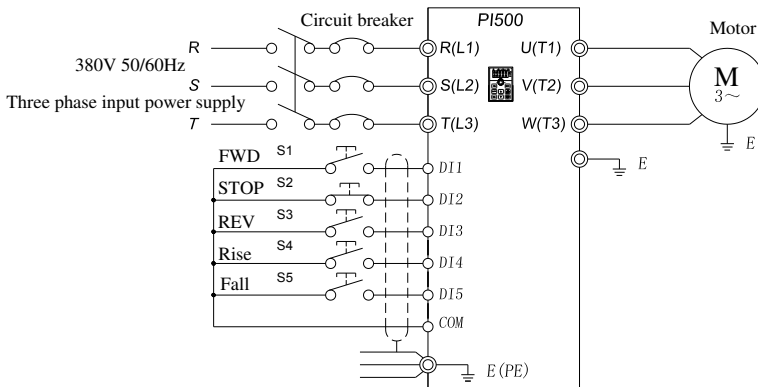 Circuit breaker
PI500
Motor
R
R(L1)
U(T1)
380V 50/60Hz
S
S(L2)
V(T2)
M
3~
Three phase input power supply
T
T(L3)
W(T3)
E
E
FWD
S1
DI1
STOP
S2
DI2
REV
S3
DI3
Rise
S4
DI4
Fall
S5
DI5
COM
E(PE)